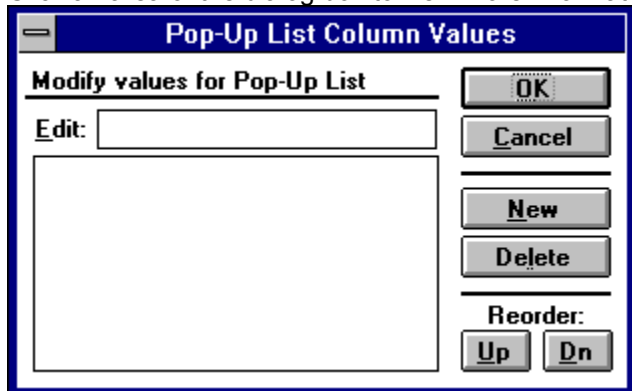 Pop-Up List Column Values
Modify values for Pop-Up List
Edit:
OK
Cancel
New
Delete
Reorder:
Up Dn